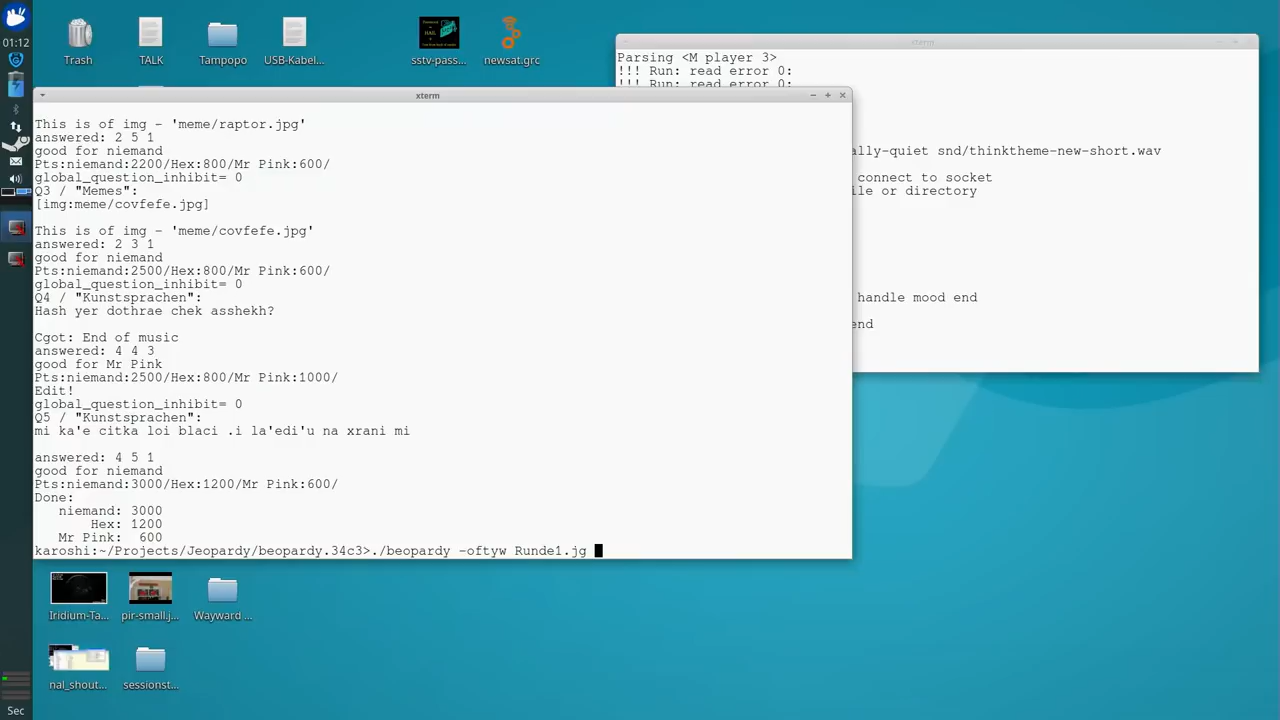 01:12
Trash
TALK
Tampopo
USB-Kabel...
sstv-pass...
newsat.grc
xterm
Parsing <M player 3>
!!! Run: read error 0:
!!! Run: read error 0:
ally-quiet snd/thinktheme-new-short.wav
connect to socket
ile or directory
handle mood end
end
xterm
This is of img - 'meme/raptor.jpg'
answered: 2 5 1
good for niemand
Pts:niemand:2200/Hex:800/Mr Pink:600/
global_question_inhibit= 0
Q3 / "Memes":
[img:meme/covfefe.jpg]
This is of img - 'meme/covfefe.jpg'
answered: 2 3 1
good for niemand
Pts:niemand:2500/Hex:800/Mr Pink:600/
global_question_inhibit= 0
Q4 / "Kunstsprachen":
Hash yer dothrae chek asshekh?
Cgot: End of music
answered: 4 4 3
good for Mr Pink
Pts:niemand:2500/Hex:800/Mr Pink:1000/
Edit!
global_question_inhibit= 0
Q5 / "Kunstsprachen":
mi ka'e citka loi blaci .i la'edi'u na xrani mi
answered: 4 5 1
good for niemand
Pts:niemand:3000/Hex:1200/Mr Pink:600/
Done:
niemand: 3000
Hex: 1200
Mr Pink: 600
karoshi:~/Projects/Jeopardy/beopardy.34c3>./beopardy -oftyw Runde1.jg
Iridium-Ta...
pir-small.j...
Wayward ...
nal_shout...
sessionst...
Sec